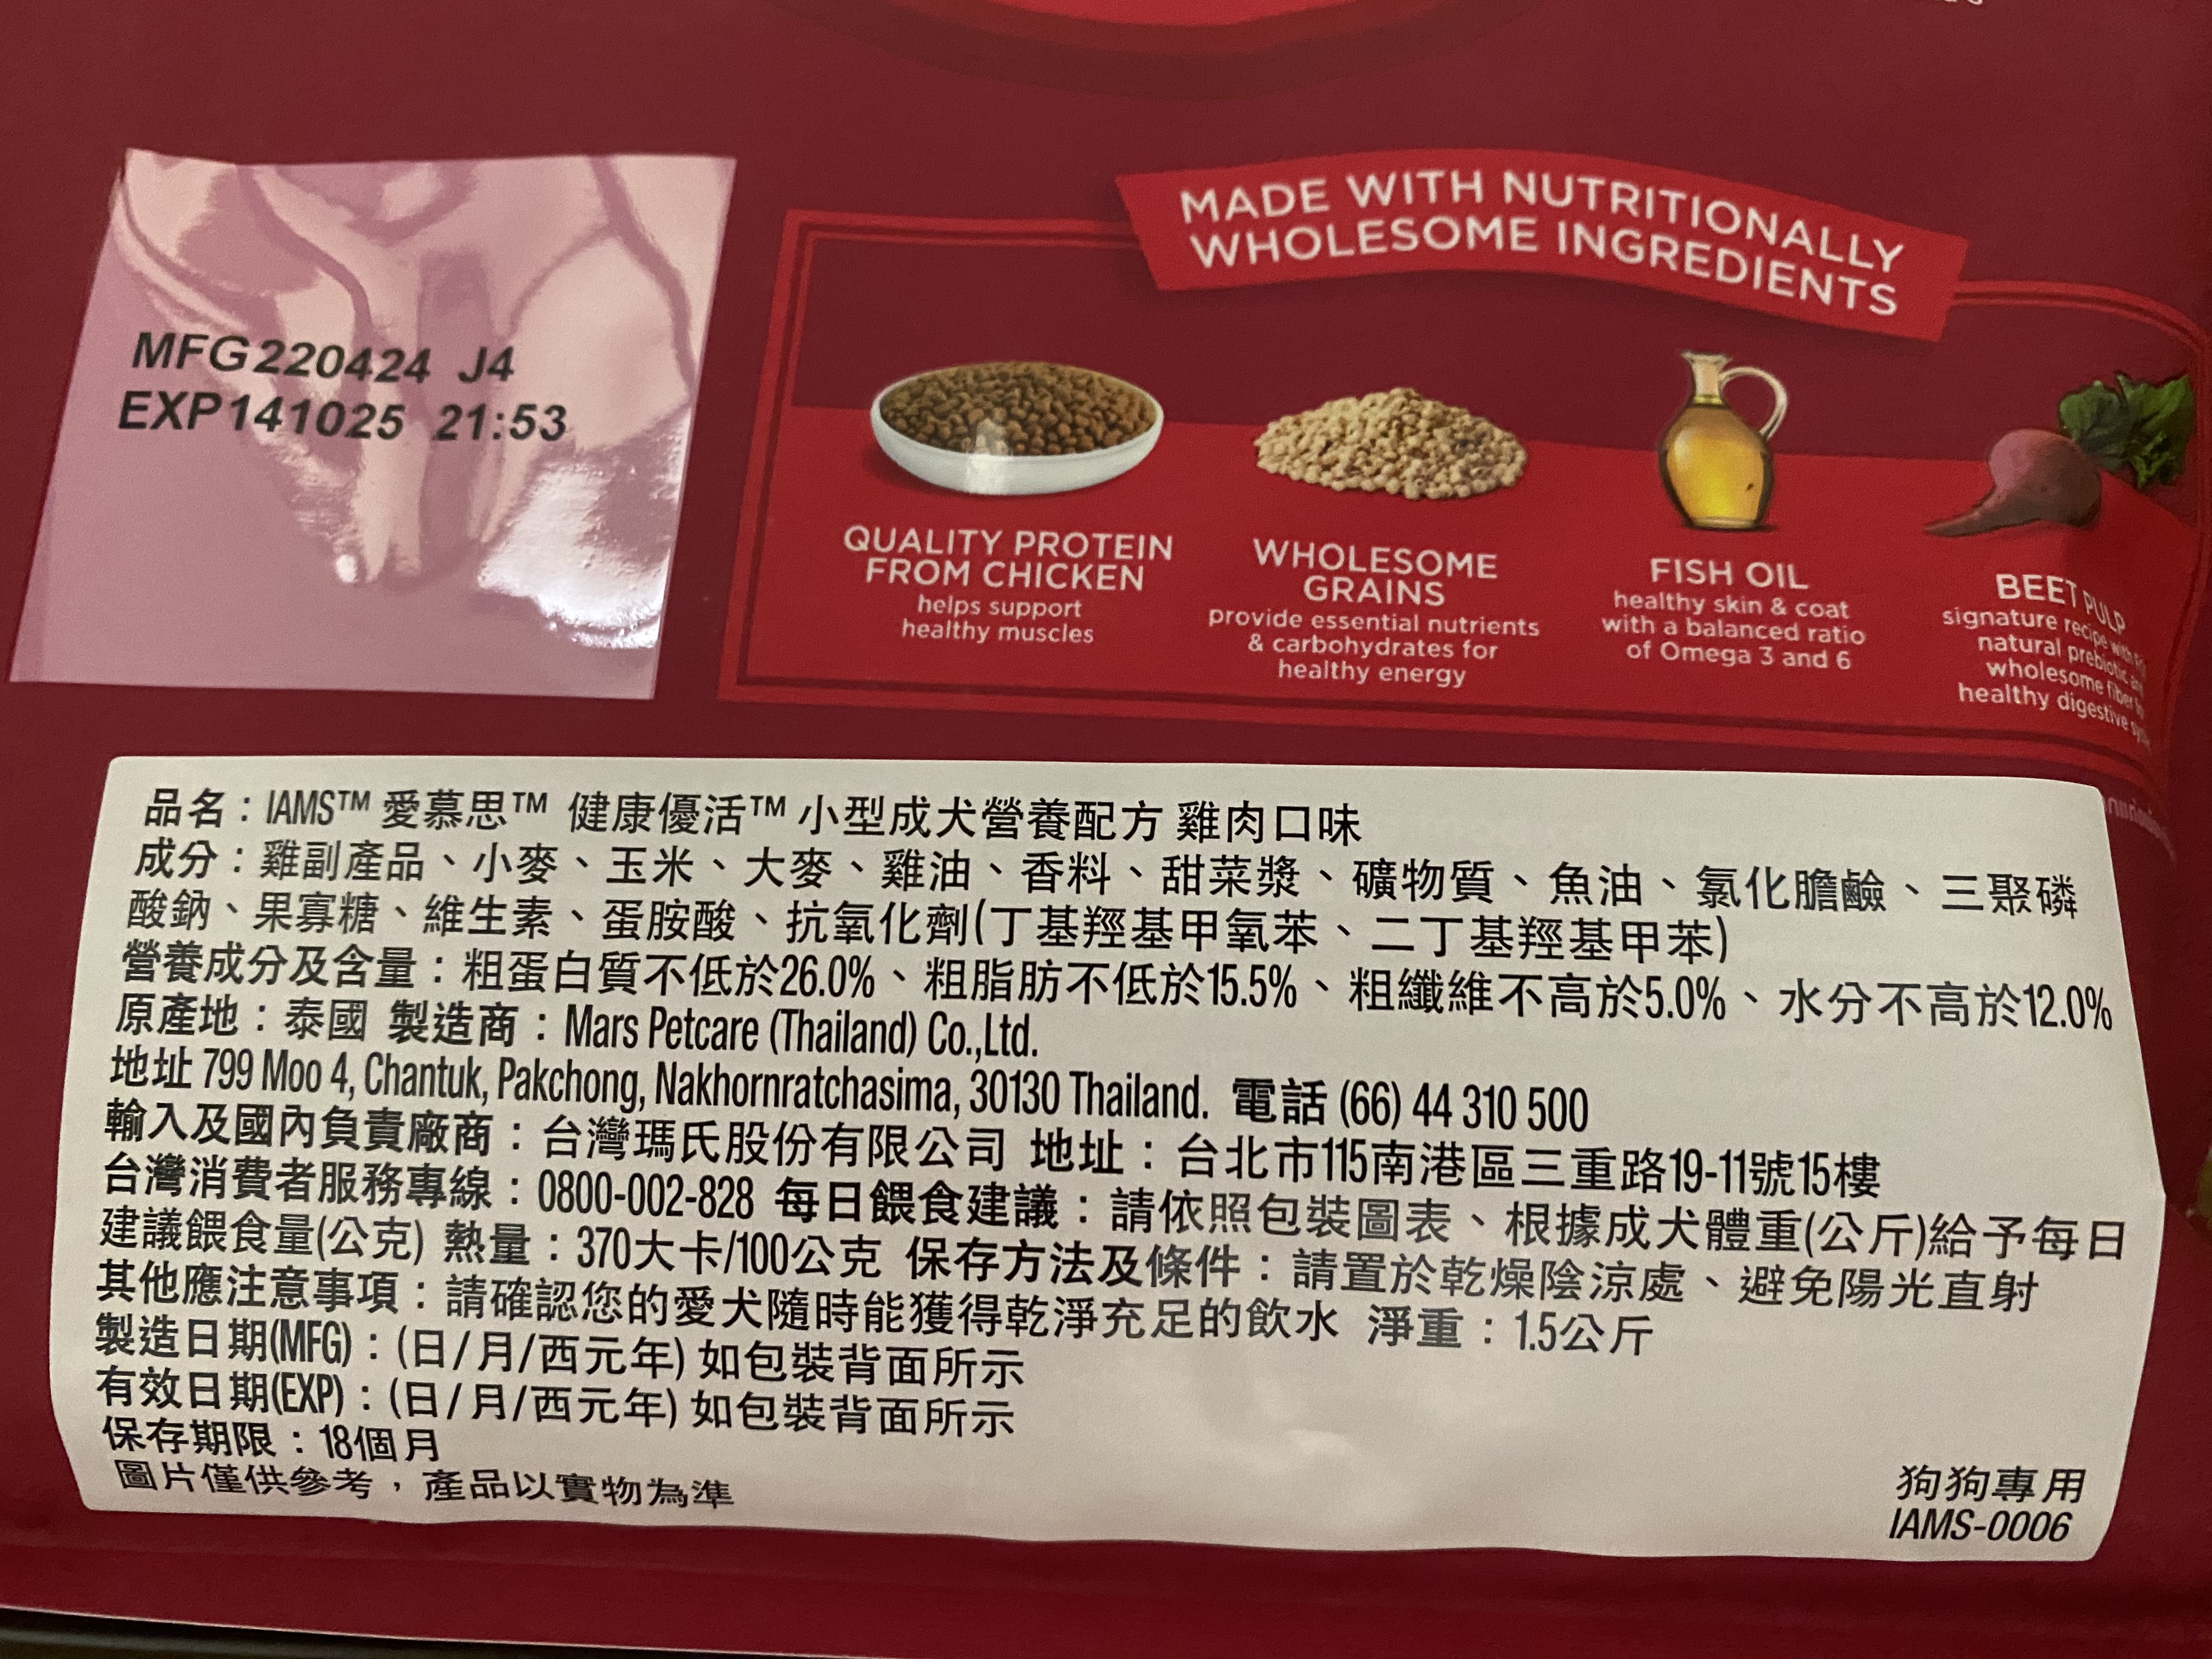 MFG220424 J4
EXP141025 21:53
MADE WITH NUTRITIONALLY
WHOLESOME INGREDIENTS
QUALITY PROTEIN
FROM CHICKEN
helps support
healthy muscles
WHOLESOME
GRAINS
provide essential nutrients
& carbohydrates for
healthy energy
FISH OIL
healthy skin & coat
with a balanced ratio
of Omega 3 and 6
BEET PULP
signature recipe with
natural prebiotic
wholesome fiber
healthy digestive
品名：IAMS™ 愛慕思™ 健康優活™ 小型成犬營養配方 雞肉口味
成分：雞副產品、小麥、玉米、大麥、雞油、香料、甜菜漿、礦物質、魚油、氯化膽鹼、三聚磷
酸鈉、果寡糖、維生素、蛋胺酸、抗氧化劑(丁基羥基甲氧苯、二丁基羥基甲苯)
營養成分及含量：粗蛋白質不低於26.0%、粗脂肪不低於15.5%、粗纖維不高於5.0%、水分不高於12.0%
原產地：泰國 製造商：Mars Petcare (Thailand) Co.,Ltd.
地址 799 Moo 4, Chantuk, Pakchong, Nakhornratchasima, 30130 Thailand. 電話 (66) 44 310 500
輸入及國內負責廠商：台灣瑪氏股份有限公司 地址：台北市115南港區三重路19-11號15樓
台灣消費者服務專線：0800-002-828 每日餵食建議：請依照包裝圖表、根據成犬體重(公斤)給予每日
建議餵食量(公克) 熱量：370大卡/100公克 保存方法及條件：請置於乾燥陰涼處、避免陽光直射
其他應注意事項：請確認您的愛犬隨時能獲得乾淨充足的飲水 淨重：1.5公斤
製造日期(MFG)：(日/月/西元年) 如包裝背面所示
有效日期(EXP)：(日/月/西元年) 如包裝背面所示
保存期限：18個月
圖片僅供參考，產品以實物為準
狗狗專用
IAMS-0006